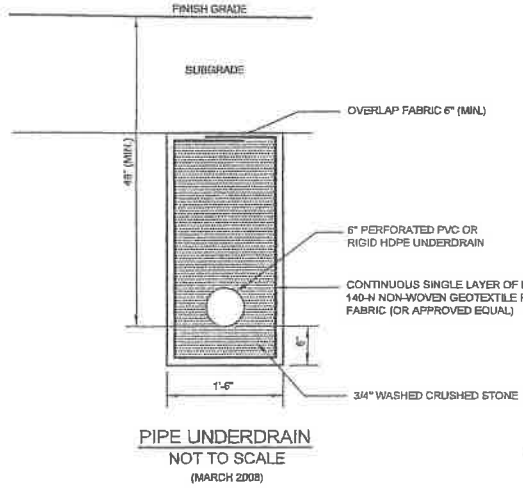 FINISH GRADE
SUBGRADE
OVERLAP FABRIC 6" (MIN.)
48" (MIN.)
6" PERFORATED PVC OR
RIGID HDPE UNDERDRAIN
CONTINUOUS SINGLE LAYER OF
140-N NON-WOVEN GEOTEXTILE
FABRIC (OR APPROVED EQUAL)
6"
1'-6"
3/4" WASHED CRUSHED STONE
PIPE UNDERDRAIN
NOT TO SCALE
(MARCH 2008)